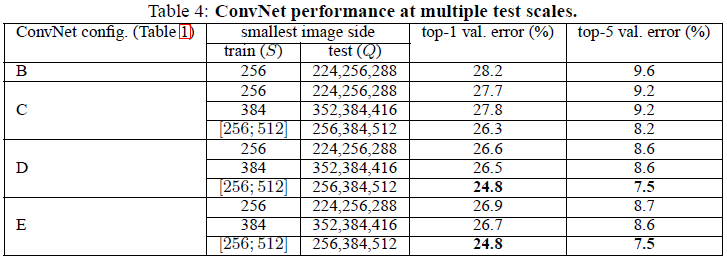 Table 4: ConvNet performance at multiple test scales.
ConvNet config. (Table 1) smallest image side top-1 val. error (%) top-5 val. error (%)
train (S) test (Q)
B 256 224,256,288 28.2 9.6
256 224,256,288 27.7 9.2
C 384 352,384,416 27.8 9.2
[256; 512] 256,384,512 26.3 8.2
256 224,256,288 26.6 8.6
D 384 352,384,416 26.5 8.6
[256; 512] 256,384,512 24.8 7.5
256 224,256,288 26.9 8.7
E 384 352,384,416 26.7 8.6
[256; 512] 256,384,512 24.8 7.5